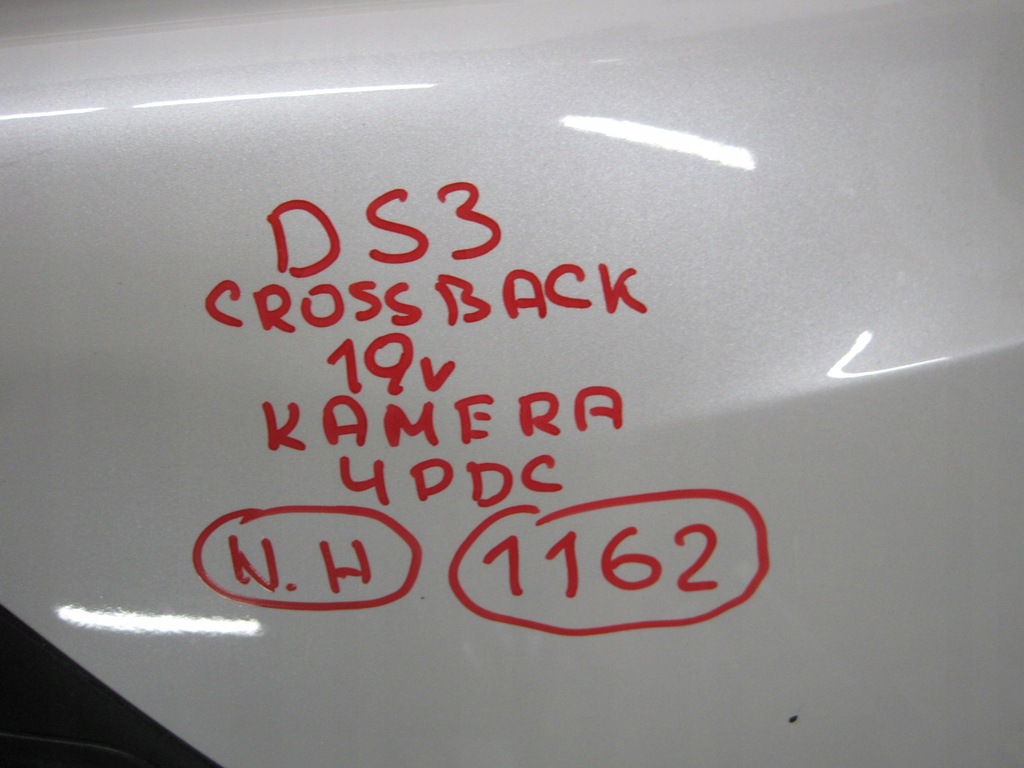 DS3
CROSSBACK
19v
KAMERA
4PDC
N.H 1162